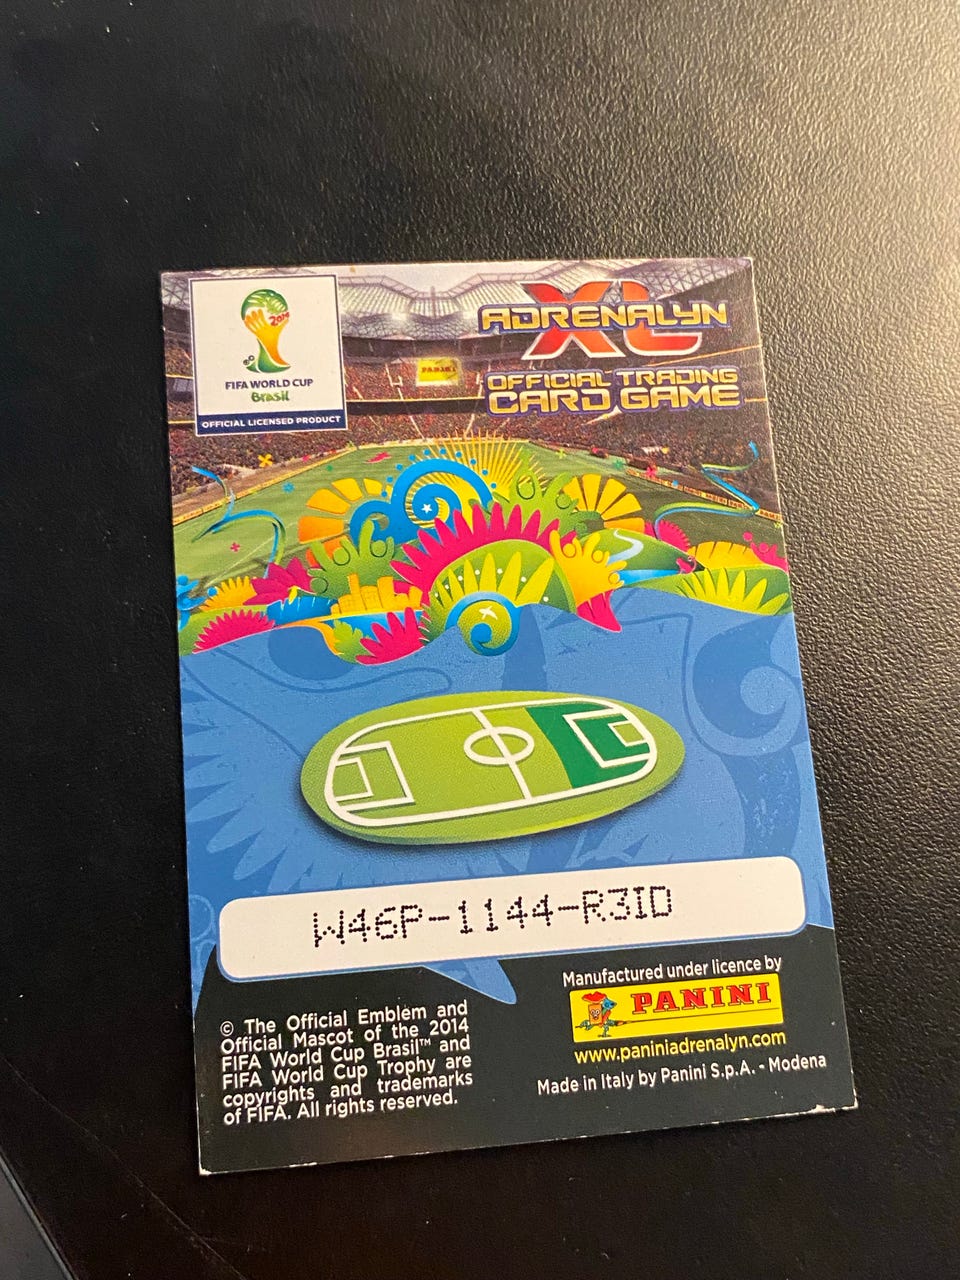 2014
FIFA WORLD CUP
Brasil
OFFICIAL LICENSED PRODUCT
ADRENALYN
XL
OFFICIAL TRADING
CARD GAME
PANINI
W46P-1144-R3ID
© The Official Emblem and
Official Mascot of the 2014
FIFA World Cup Brasil™ and
FIFA World Cup Trophy are
copyrights and trademarks
of FIFA. All rights reserved.
Manufactured under licence by
PANINI
www.paniniadrenalyn.com
Made in Italy by Panini S.p.A. - Modena